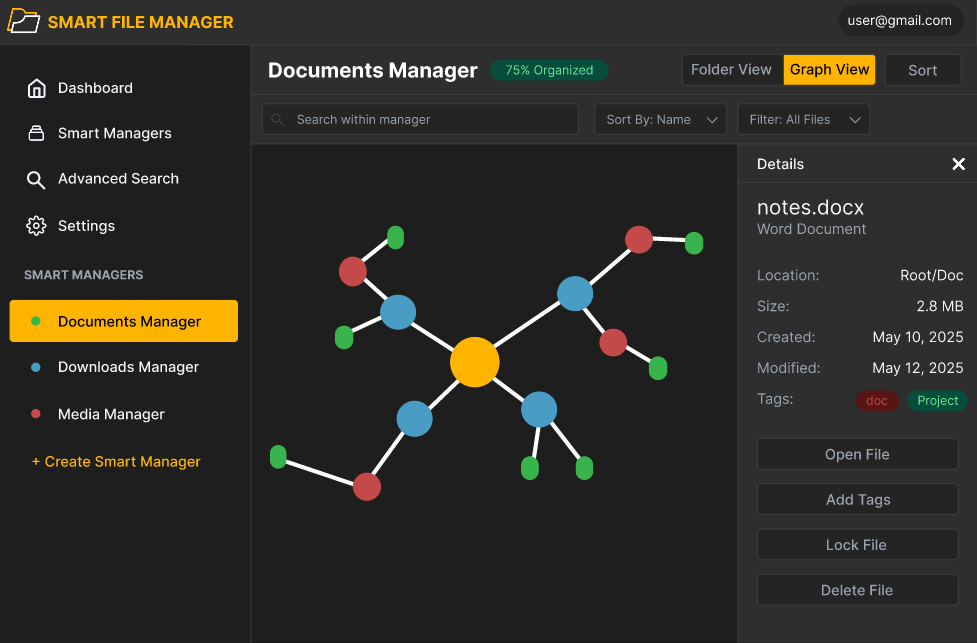 SMART FILE MANAGER
user@gmail.com
Dashboard
Smart Managers
Advanced Search
Settings
SMART MANAGERS
Documents Manager
Downloads Manager
Media Manager
+ Create Smart Manager
Documents Manager
75% Organized
Folder View
Graph View
Sort
Search within manager
Sort By: Name
Filter: All Files
Details
notes.docx
Word Document
Location: Root/Doc
Size: 2.8 MB
Created: May 10, 2025
Modified: May 12, 2025
Tags: doc Project
Open File
Add Tags
Lock File
Delete File